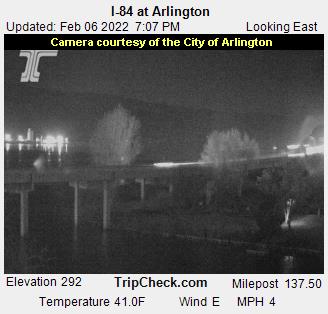 I-84 at Arlington
Updated: Feb 06 2022 7:07 PM Looking East
Camera courtesy of the City of Arlington
Elevation 292 TripCheck.com Milepost 137.50
Temperature 41.0F Wind E MPH 4